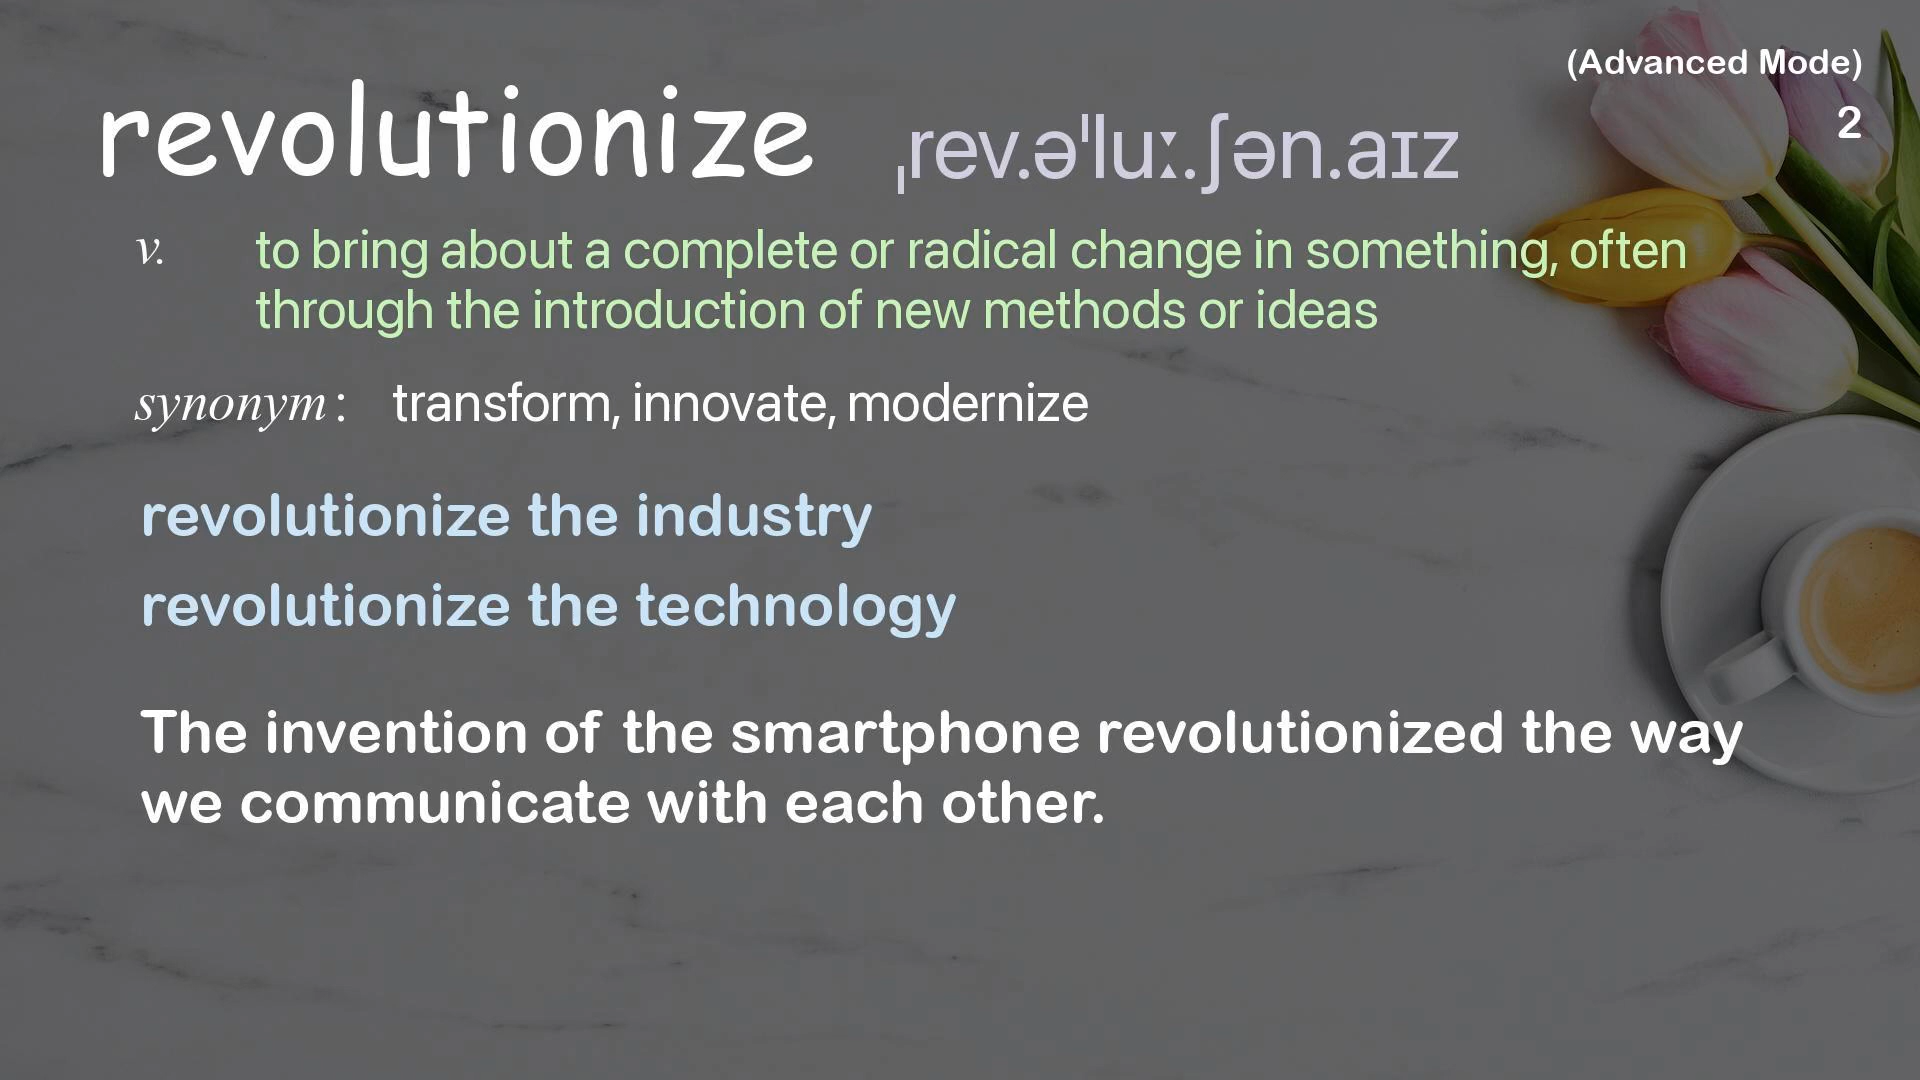 (Advanced Mode)
2
revolutionize ˌrev.əˈluː.ʃən.aɪz
v. to bring about a complete or radical change in something, often
through the introduction of new methods or ideas
synonym : transform, innovate, modernize
revolutionize the industry
revolutionize the technology
The invention of the smartphone revolutionized the way
we communicate with each other.